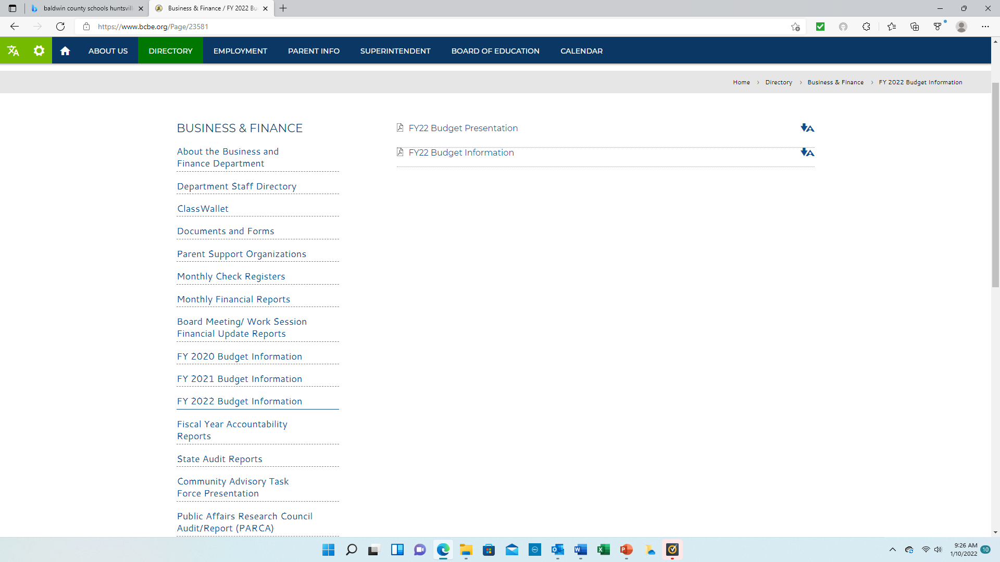 baldwin county schools huntsvill
Business & Finance / FY 2022 Bu
https://www.bcbe.org/Page/23581
ABOUT US
DIRECTORY
EMPLOYMENT
PARENT INFO
SUPERINTENDENT
BOARD OF EDUCATION
CALENDAR
Home > Directory > Business & Finance > FY 2022 Budget Information
BUSINESS & FINANCE
About the Business and
Finance Department
Department Staff Directory
ClassWallet
Documents and Forms
Parent Support Organizations
Monthly Check Registers
Monthly Financial Reports
Board Meeting/ Work Session
Financial Update Reports
FY 2020 Budget Information
FY 2021 Budget Information
FY 2022 Budget Information
Fiscal Year Accountability
Reports
State Audit Reports
Community Advisory Task
Force Presentation
Public Affairs Research Council
Audit/Report (PARCA)
FY22 Budget Presentation
FY22 Budget Information
9:26 AM
1/10/2022
10